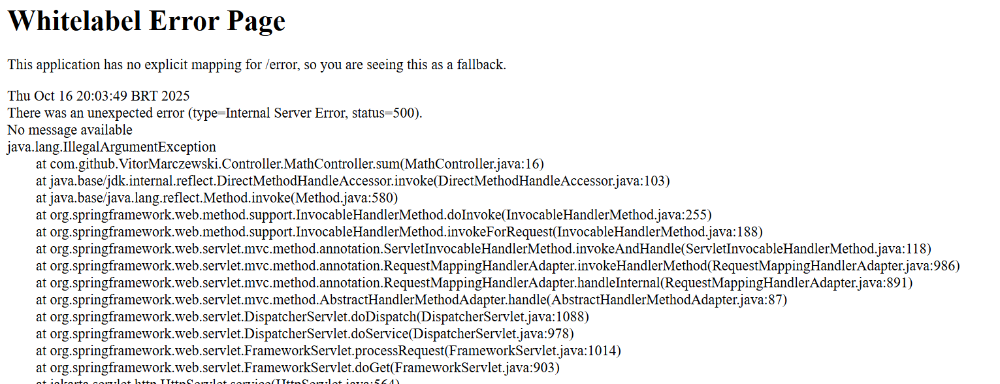 Whitelabel Error Page
This application has no explicit mapping for /error, so you are seeing this as a fallback.
Thu Oct 16 20:03:49 BRT 2025
There was an unexpected error (type=Internal Server Error, status=500).
No message available
java.lang.IllegalArgumentException
at com.github.VitorMarczewski.Controller.MathController.sum(MathController.java:16)
at java.base/jdk.internal.reflect.DirectMethodHandleAccessor.invoke(DirectMethodHandleAccessor.java:103)
at java.base/java.lang.reflect.Method.invoke(Method.java:580)
at org.springframework.web.method.support.InvocableHandlerMethod.doInvoke(InvocableHandlerMethod.java:255)
at org.springframework.web.method.support.InvocableHandlerMethod.invokeForRequest(InvocableHandlerMethod.java:188)
at org.springframework.web.servlet.mvc.method.annotation.ServletInvocableHandlerMethod.invokeAndHandle(ServletInvocableHandlerMethod.java:118)
at org.springframework.web.servlet.mvc.method.annotation.RequestMappingHandlerAdapter.invokeHandlerMethod(RequestMappingHandlerAdapter.java:986)
at org.springframework.web.servlet.mvc.method.annotation.RequestMappingHandlerAdapter.handleInternal(RequestMappingHandlerAdapter.java:891)
at org.springframework.web.servlet.mvc.method.AbstractHandlerMethodAdapter.handle(AbstractHandlerMethodAdapter.java:87)
at org.springframework.web.servlet.DispatcherServlet.doDispatch(DispatcherServlet.java:1088)
at org.springframework.web.servlet.DispatcherServlet.doService(DispatcherServlet.java:978)
at org.springframework.web.servlet.FrameworkServlet.processRequest(FrameworkServlet.java:1014)
at org.springframework.web.servlet.FrameworkServlet.doGet(FrameworkServlet.java:903)
at jakarta.servlet.http.HttpServlet.service(HttpServlet.java:564)